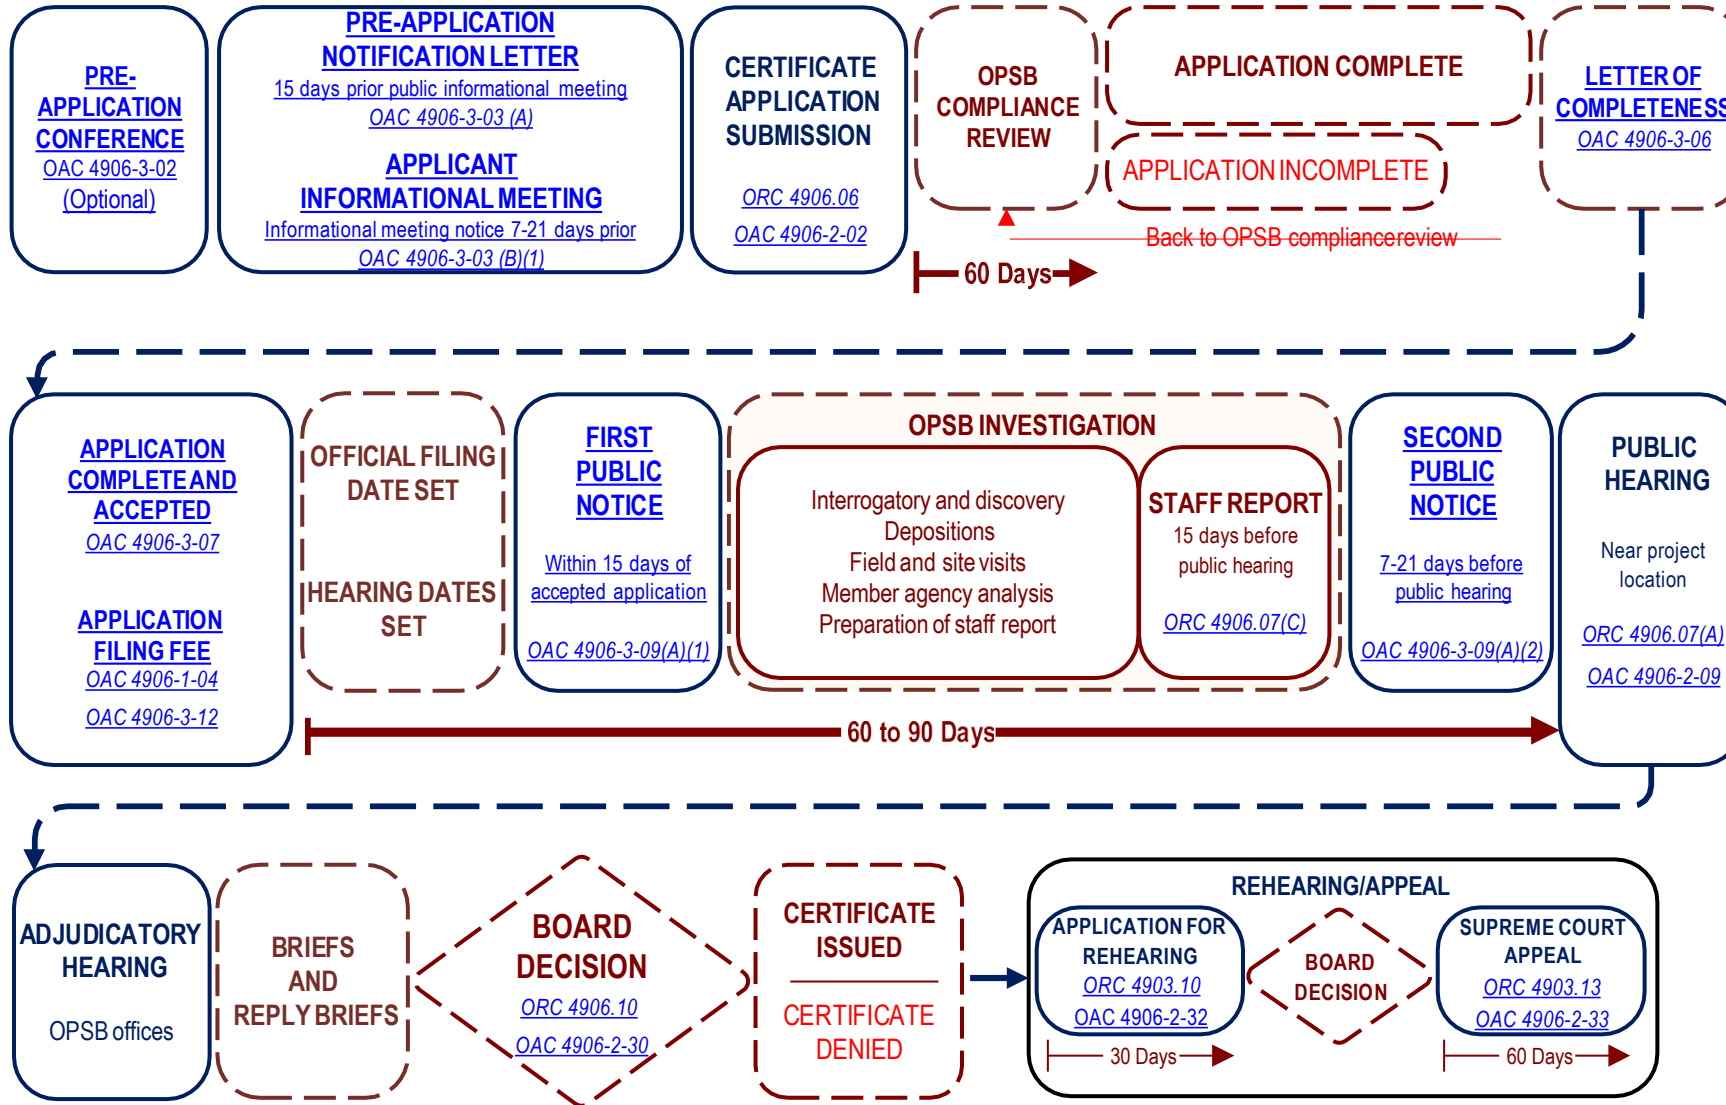 PRE-
APPLICATION
CONFERENCE
OAC 4906-3-02
(Optional)
PRE-APPLICATION
NOTIFICATION LETTER
15 days prior public informational meeting
OAC 4906-3-03 (A)
APPLICANT
INFORMATIONAL MEETING
Informational meeting notice 7-21 days prior
OAC 4906-3-03 (B)(1)
CERTIFICATE
APPLICATION
SUBMISSION
ORC 4906.06
OAC 4906-2-02
OPSB
COMPLIANCE
REVIEW
APPLICATION COMPLETE
APPLICATION INCOMPLETE
Back to OPSB compliance review
60 Days
LETTER OF
COMPLETENESS
OAC 4906-3-06
APPLICATION
COMPLETE AND
ACCEPTED
OAC 4906-3-07
APPLICATION
FILING FEE
OAC 4906-1-04
OAC 4906-3-12
OFFICIAL FILING
DATE SET
HEARING DATES
SET
FIRST
PUBLIC
NOTICE
Within 15 days of
accepted application
OAC 4906-3-09(A)(1)
OPSB INVESTIGATION
Interrogatory and discovery
Depositions
Field and site visits
Member agency analysis
Preparation of staff report
STAFF REPORT
15 days before
public hearing
ORC 4906.07(C)
SECOND
PUBLIC
NOTICE
7-21 days before
public hearing
OAC 4906-3-09(A)(2)
PUBLIC
HEARING
Near project
location
ORC 4906.07(A)
OAC 4906-2-09
60 to 90 Days
ADJUDICATORY
HEARING
OPSB offices
BRIEFS
AND
REPLY BRIEFS
BOARD
DECISION
ORC 4906.10
OAC 4906-2-30
CERTIFICATE
ISSUED
CERTIFICATE
DENIED
REHEARING/APPEAL
APPLICATION FOR
REHEARING
ORC 4903.10
OAC 4906-2-32
30 Days
BOARD
DECISION
SUPREME COURT
APPEAL
ORC 4903.13
OAC 4906-2-33
60 Days